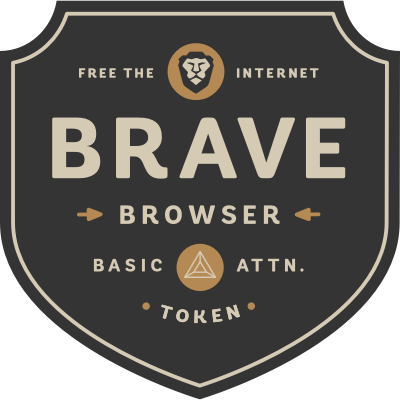 FREE THE INTERNET
BRAVE
BROWSER
BASIC ATTN.
TOKEN